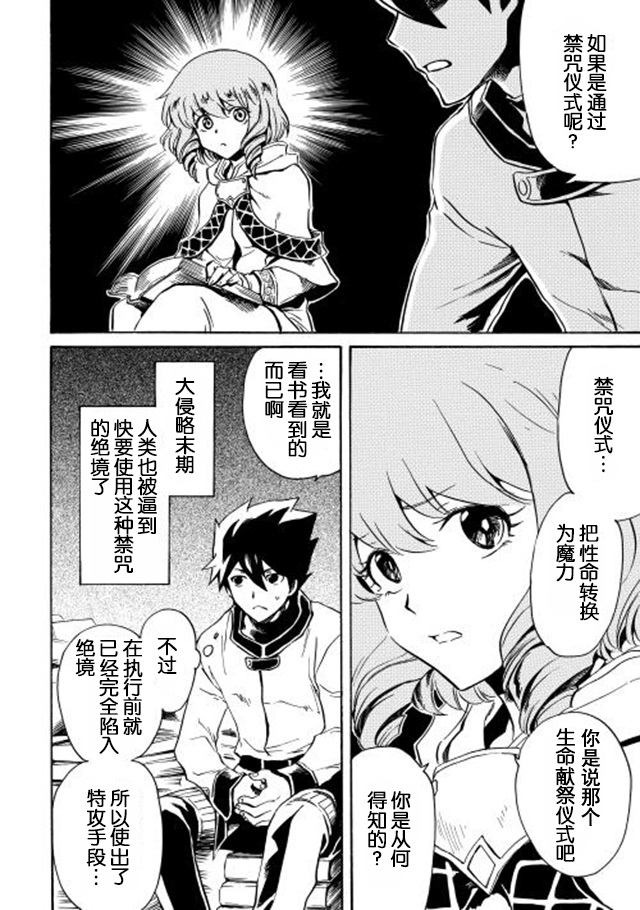 如果是通过
禁咒仪式呢？
禁咒仪式…
把性命转换
为魔力
你是说那个
生命献祭仪式吧
你是从何
得知的？
…我就是
看书看到的
而已啊
大侵略末期
人类也被逼到
快要使用这种禁咒
的绝境了
不过
在执行前就
已经完全陷入
绝境
所以使出了
特攻手段…